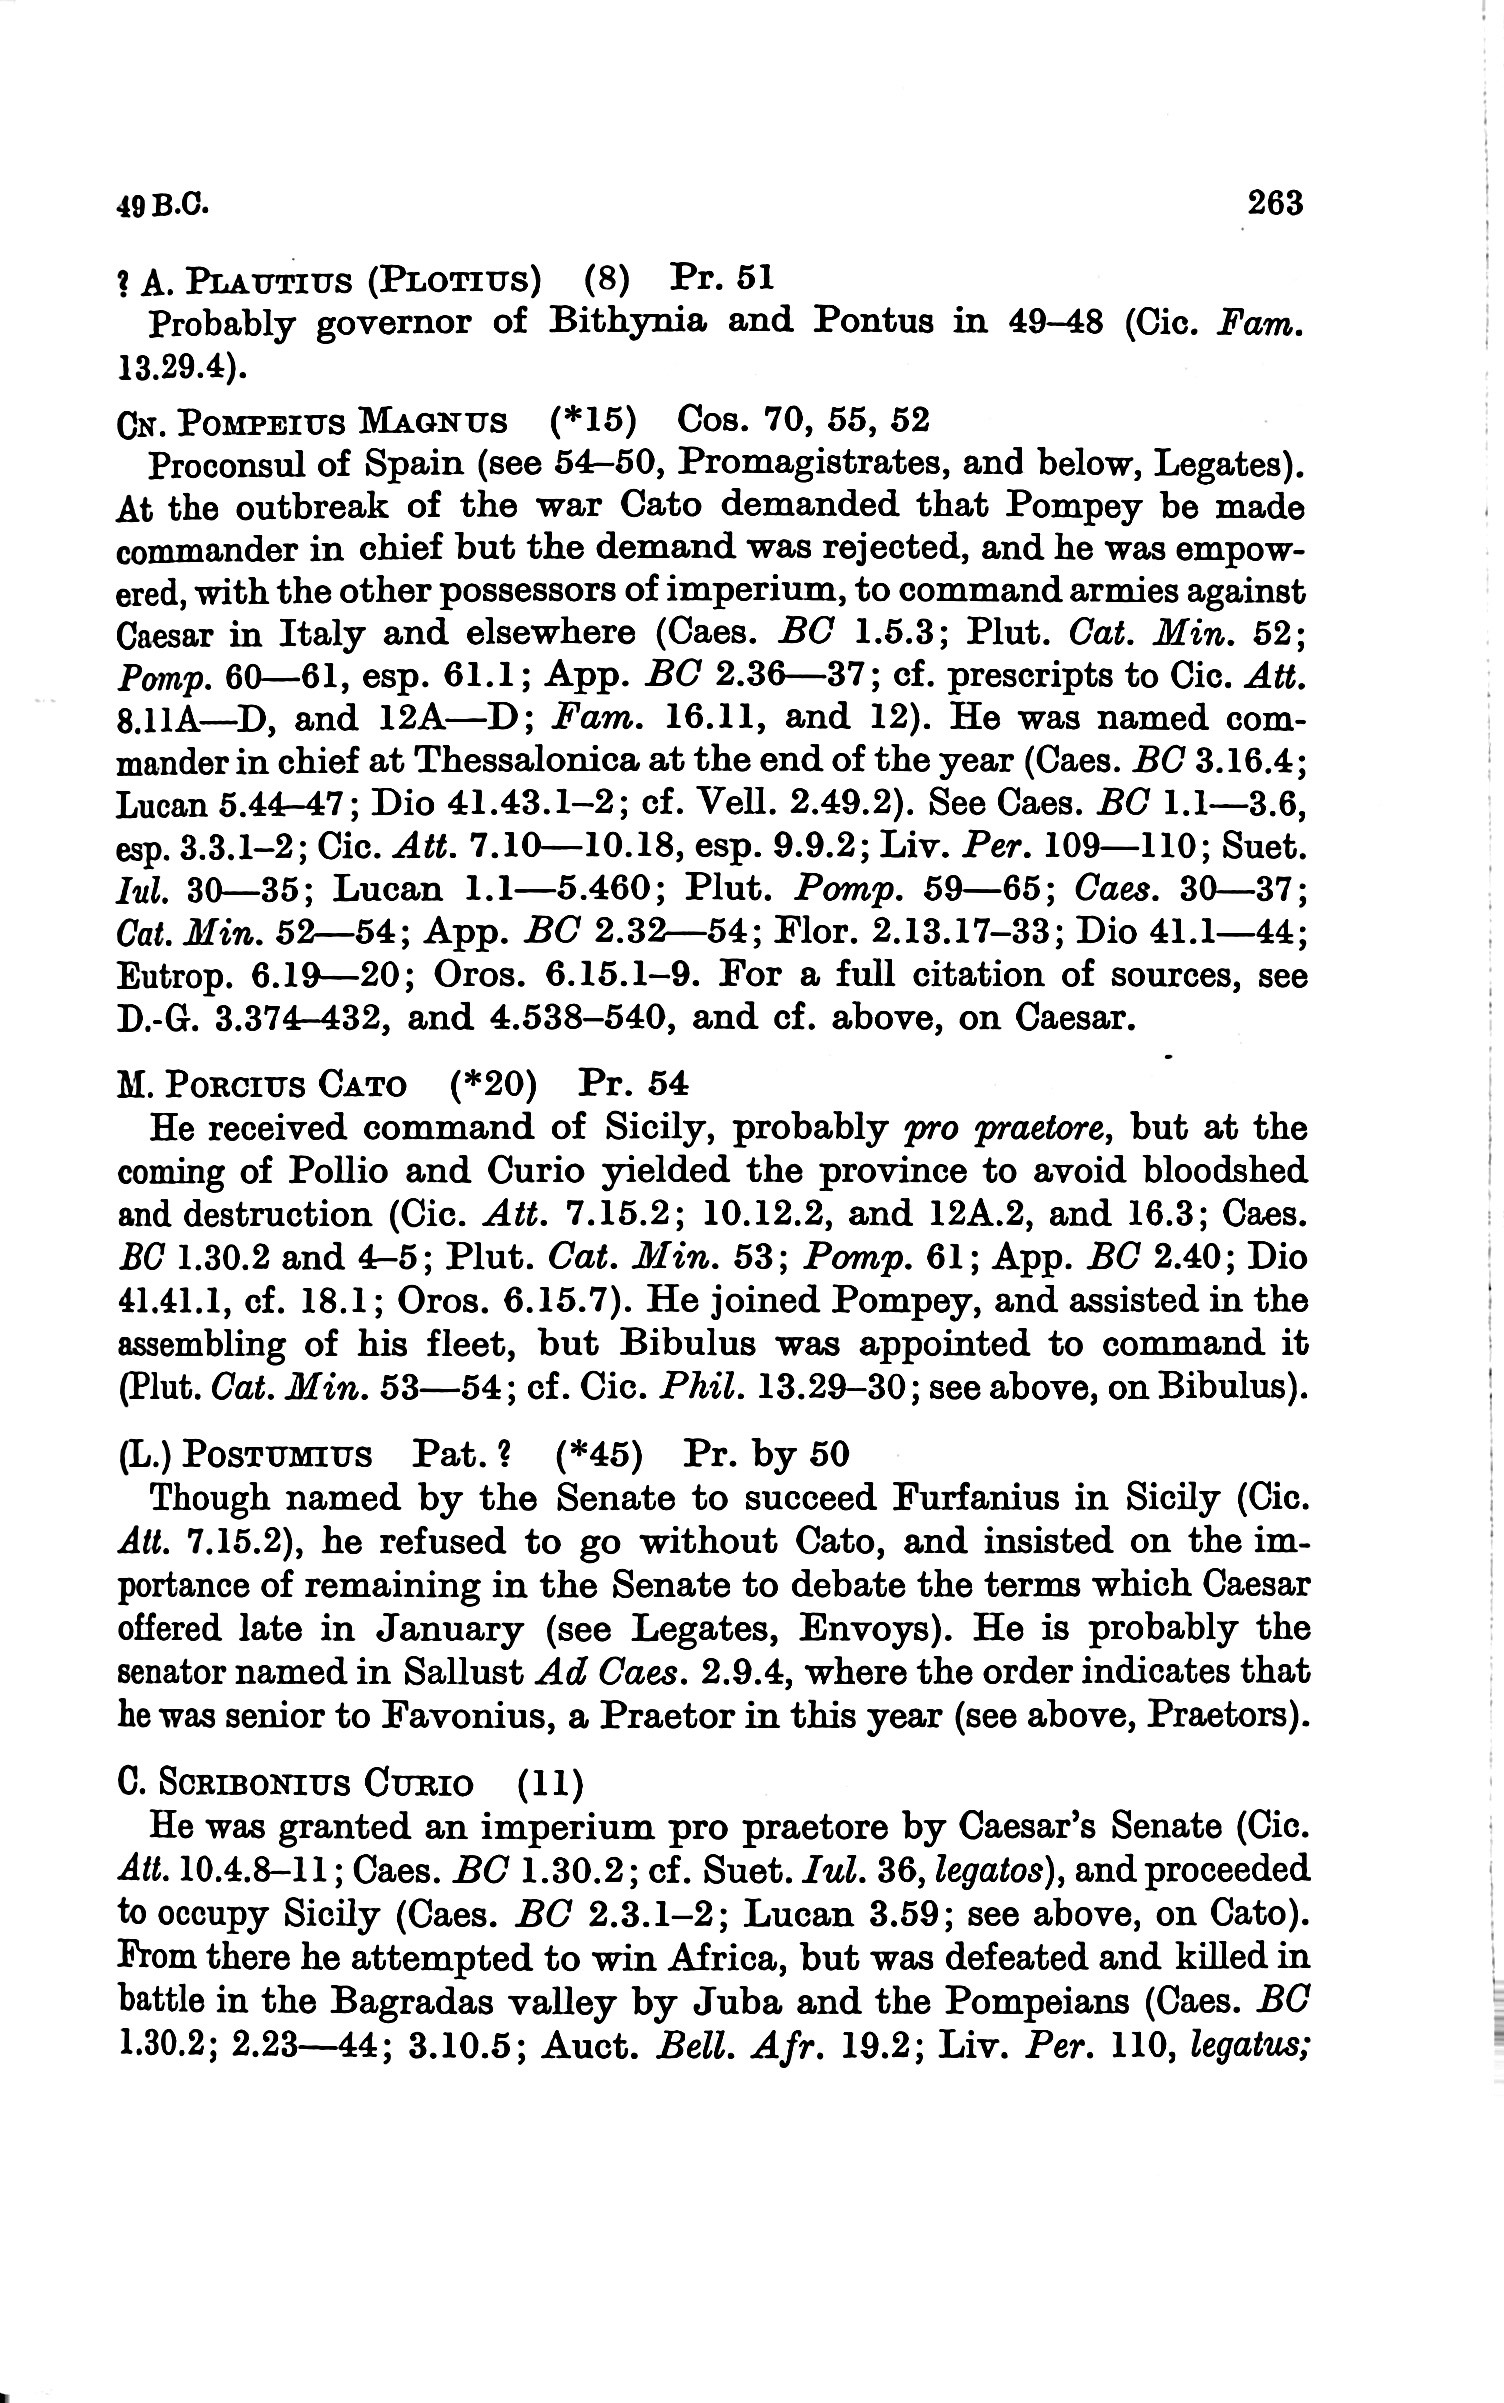 49 B.C. 263
? A. PLAUTIUS (PLOTIUS) (8) Pr. 51
Probably governor of Bithynia and Pontus in 49–48 (Cic. Fam.
13.29.4).
CN. POMPEIUS MAGNUS (*15) Cos. 70, 55, 52
Proconsul of Spain (see 54–50, Promagistrates, and below, Legates).
At the outbreak of the war Cato demanded that Pompey be made
commander in chief but the demand was rejected, and he was empow-
ered, with the other possessors of imperium, to command armies against
Caesar in Italy and elsewhere (Caes. BC 1.5.3; Plut. Cat. Min. 52;
Pomp. 60—61, esp. 61.1; App. BC 2.36—37; cf. prescripts to Cic. Att.
8.11A—D, and 12A—D; Fam. 16.11, and 12). He was named com-
mander in chief at Thessalonica at the end of the year (Caes. BC 3.16.4;
Lucan 5.44–47; Dio 41.43.1–2; cf. Vell. 2.49.2). See Caes. BC 1.1—3.6,
esp. 3.3.1–2; Cic. Att. 7.10—10.18, esp. 9.9.2; Liv. Per. 109—110; Suet.
Iul. 30—35; Lucan 1.1—5.460; Plut. Pomp. 59—65; Caes. 30—37;
Cat. Min. 52—54; App. BC 2.32—54; Flor. 2.13.17–33; Dio 41.1—44;
Eutrop. 6.19—20; Oros. 6.15.1–9. For a full citation of sources, see
D.-G. 3.374–432, and 4.538–540, and cf. above, on Caesar.
M. PORCIUS CATO (*20) Pr. 54
He received command of Sicily, probably pro praetore, but at the
coming of Pollio and Curio yielded the province to avoid bloodshed
and destruction (Cic. Att. 7.15.2; 10.12.2, and 12A.2, and 16.3; Caes.
BC 1.30.2 and 4–5; Plut. Cat. Min. 53; Pomp. 61; App. BC 2.40; Dio
41.41.1, cf. 18.1; Oros. 6.15.7). He joined Pompey, and assisted in the
assembling of his fleet, but Bibulus was appointed to command it
(Plut. Cat. Min. 53—54; cf. Cic. Phil. 13.29–30; see above, on Bibulus).
(L.) POSTUMIUS Pat. ? (*45) Pr. by 50
Though named by the Senate to succeed Furfanius in Sicily (Cic.
Att. 7.15.2), he refused to go without Cato, and insisted on the im-
portance of remaining in the Senate to debate the terms which Caesar
offered late in January (see Legates, Envoys). He is probably the
senator named in Sallust Ad Caes. 2.9.4, where the order indicates that
he was senior to Favonius, a Praetor in this year (see above, Praetors).
C. SCRIBONIUS CURIO (11)
He was granted an imperium pro praetore by Caesar's Senate (Cic.
Att. 10.4.8–11; Caes. BC 1.30.2; cf. Suet. Iul. 36, legatos), and proceeded
to occupy Sicily (Caes. BC 2.3.1–2; Lucan 3.59; see above, on Cato).
From there he attempted to win Africa, but was defeated and killed in
battle in the Bagradas valley by Juba and the Pompeians (Caes. BC
1.30.2; 2.23—44; 3.10.5; Auct. Bell. Afr. 19.2; Liv. Per. 110, legatus;